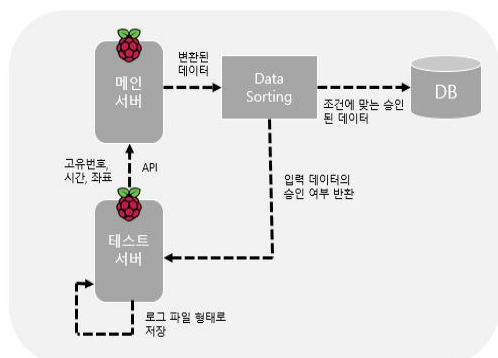 변환된
데이터
메인
서버
Data
Sorting
DB
조건에 맞는 승인
된 데이터
고유번호,
시간, 좌표
API
입력 데이터의
승인 여부 반환
테스트
서버
로그 파일 형태로
저장